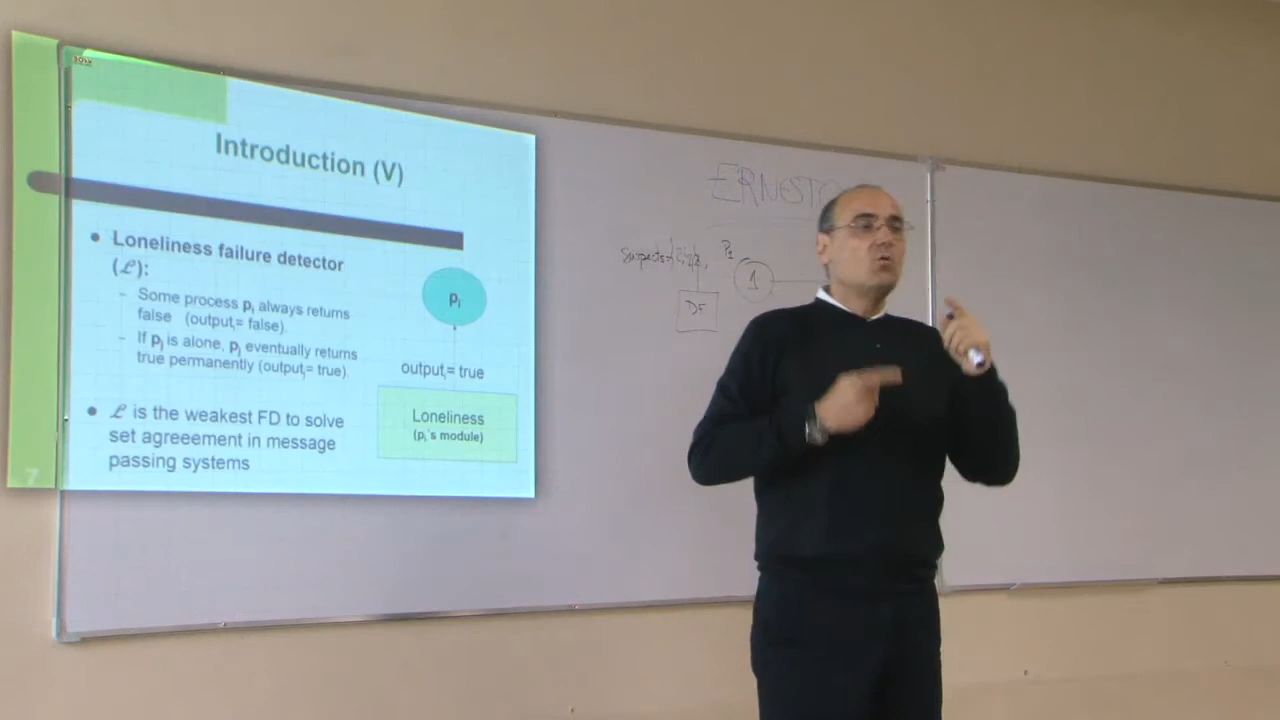 Introduction (V)
• Loneliness failure detector
(ℒ):
– Some process pi always returns
false (outputi= false).
– If pj is alone, pj eventually returns
true permanently (outputj= true).
• ℒ is the weakest FD to solve
set agreeement in message
passing systems
pi
outputi= true
Loneliness
(pi's module)
7
ERNESTO
P1
1
DF